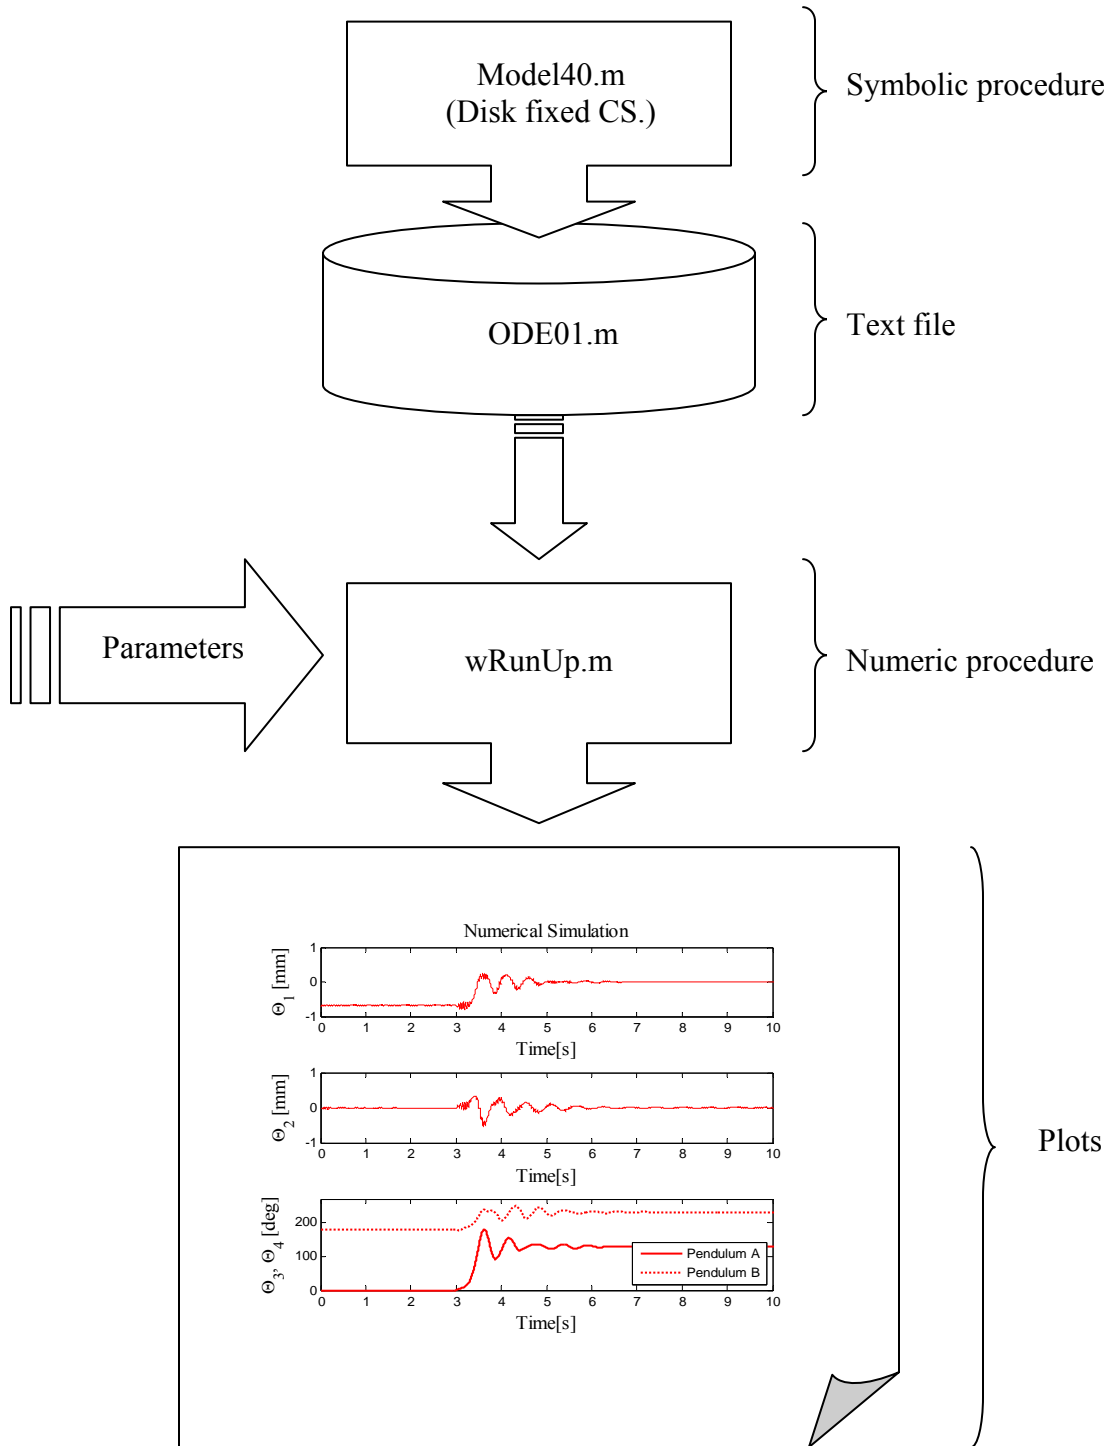 Model40.m
(Disk fixed CS.)
Symbolic procedure
ODE01.m
Text file
Parameters
wRunUp.m
Numeric procedure
Numerical Simulation
Θ1 [mm]
1
0
-1
0 1 2 3 4 5 6 7 8 9 10
Time[s]
Θ2 [mm]
1
0
-1
0 1 2 3 4 5 6 7 8 9 10
Time[s]
Θ3, Θ4 [deg]
200
100
0
Pendulum A
Pendulum B
0 1 2 3 4 5 6 7 8 9 10
Time[s]
Plots